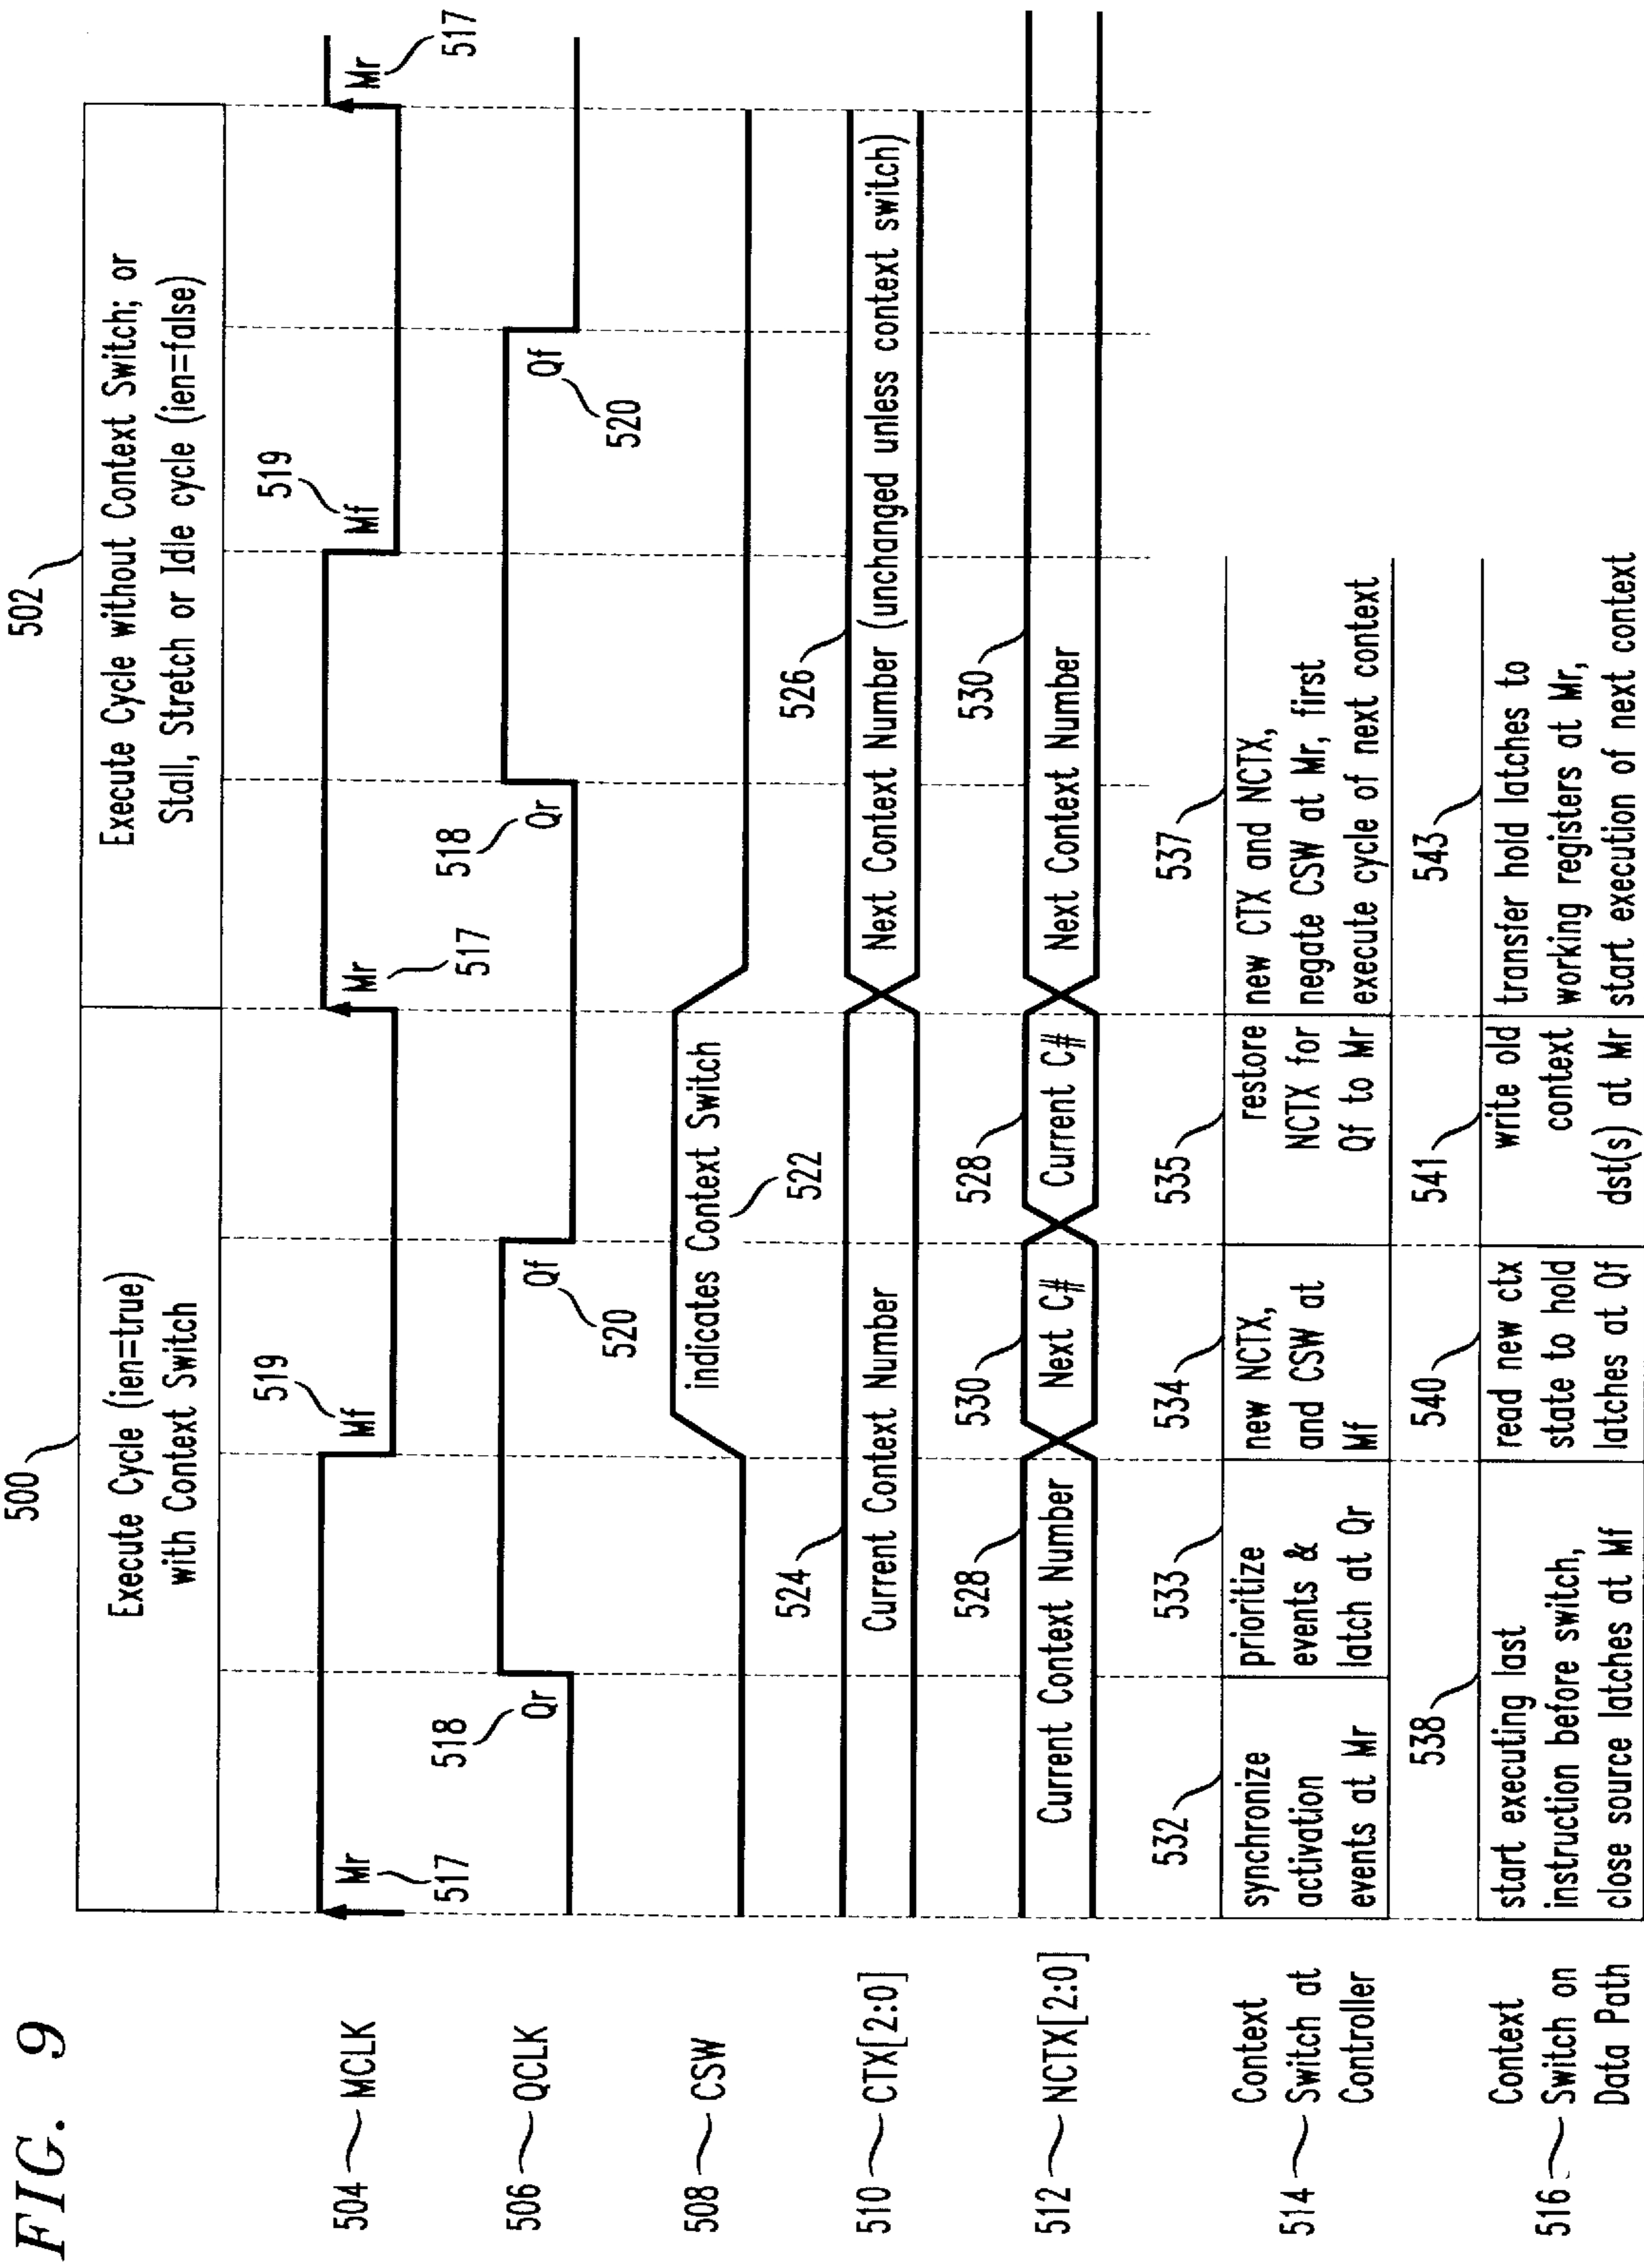 FIG. 9
500
502
Execute Cycle (ien=true)
with Context Switch
Execute Cycle without Context Switch; or
Stall, Stretch or Idle cycle (ien=false)
504 MCLK
Mr
517
Mf
519
Mr
517
Mf
519
Mr
517
506 QCLK
518
Qr
Qf
520
518
Qr
Qf
520
508 CSW
indicates Context Switch
522
510 CTX[2:0]
524
Current Context Number
526
Next Context Number (unchanged unless context switch)
512 NCTX[2:0]
528
Current Context Number
530
Next C#
528
Current C#
530
Next Context Number
514
Context
Switch at
Controller
532
synchronize
activation
events at Mr
533
prioritize
events &
latch at Qr
534
new NCTX,
and CSW at
Mf
535
restore
NCTX for
Qf to Mr
537
new CTX and NCTX,
negate CSW at Mr, first
execute cycle of next context
516
Context
Switch on
Data Path
538
start executing last
instruction before switch,
close source latches at Mf
540
read new ctx
state to hold
latches at Qf
541
write old
context
dst(s) at Mr
543
transfer hold latches to
working registers at Mr,
start execution of next context